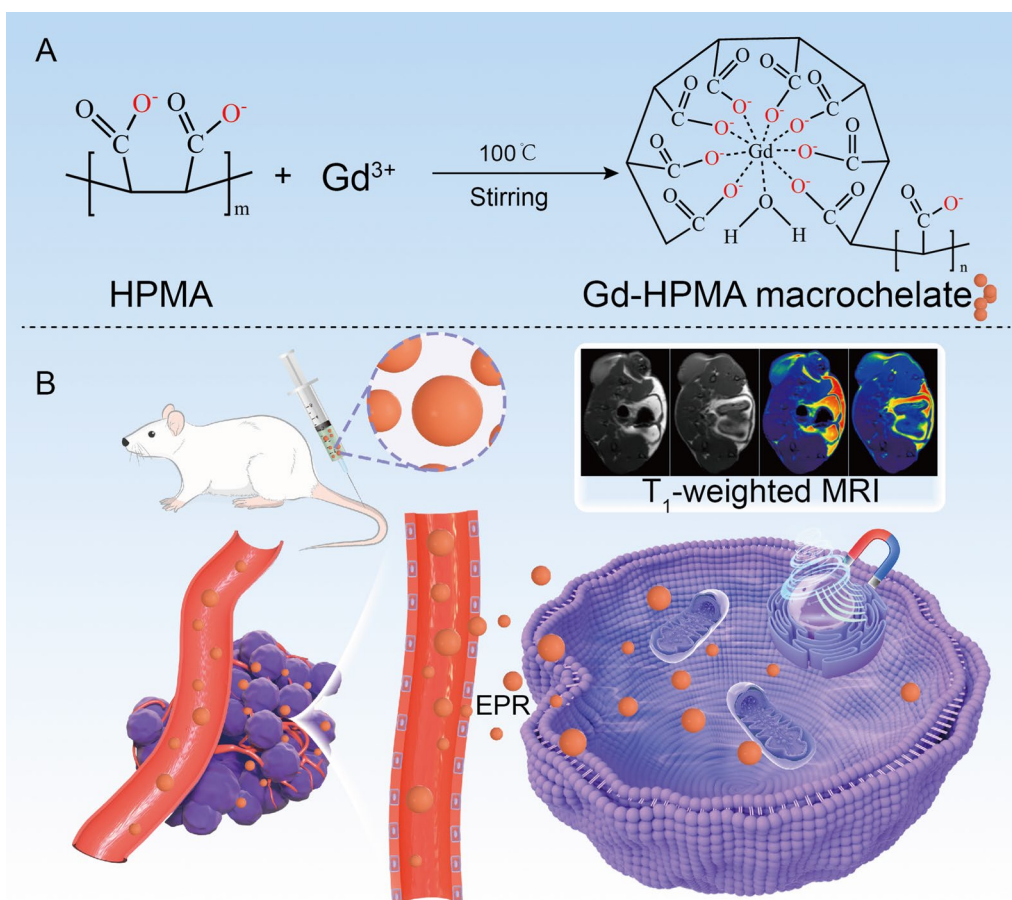 A
O
O⁻
O
O⁻
C
C
m
+
Gd³⁺
100℃
Stirring
HPMA
O
O
O
O
C
C
C
C
O
O⁻
O⁻
O⁻
O⁻
O
C
O⁻
O⁻
C
O
C
O⁻
Gd
O⁻
C
O
O
C
O⁻
O⁻
C
O
O
H
H
O
C
O⁻
n
Gd-HPMA macrochelate
B
T₁-weighted MRI
EPR